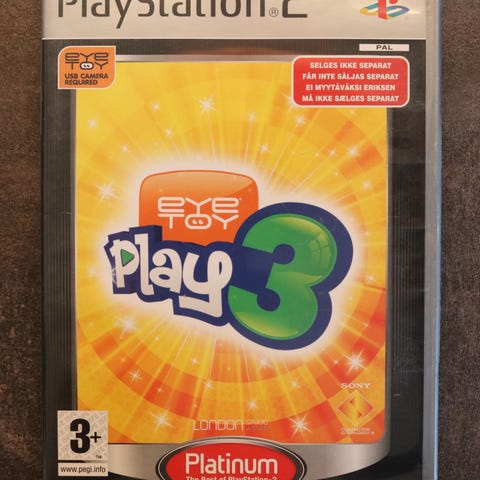 PlayStation®2
PAL
EYE
TOY
USB CAMERA
REQUIRED
SELGES IKKE SEPARAT
FÅR INTE SÄLJAS SEPARAT
EI MYYTÄVÄKSI ERIKSEN
MÅ IKKE SÆLGES SEPARAT
EYE
TOY
Play 3
SONY
COMPUTER
LONDON STUDIO
3+
www.pegi.info
Platinum
The Best of PlayStation®2